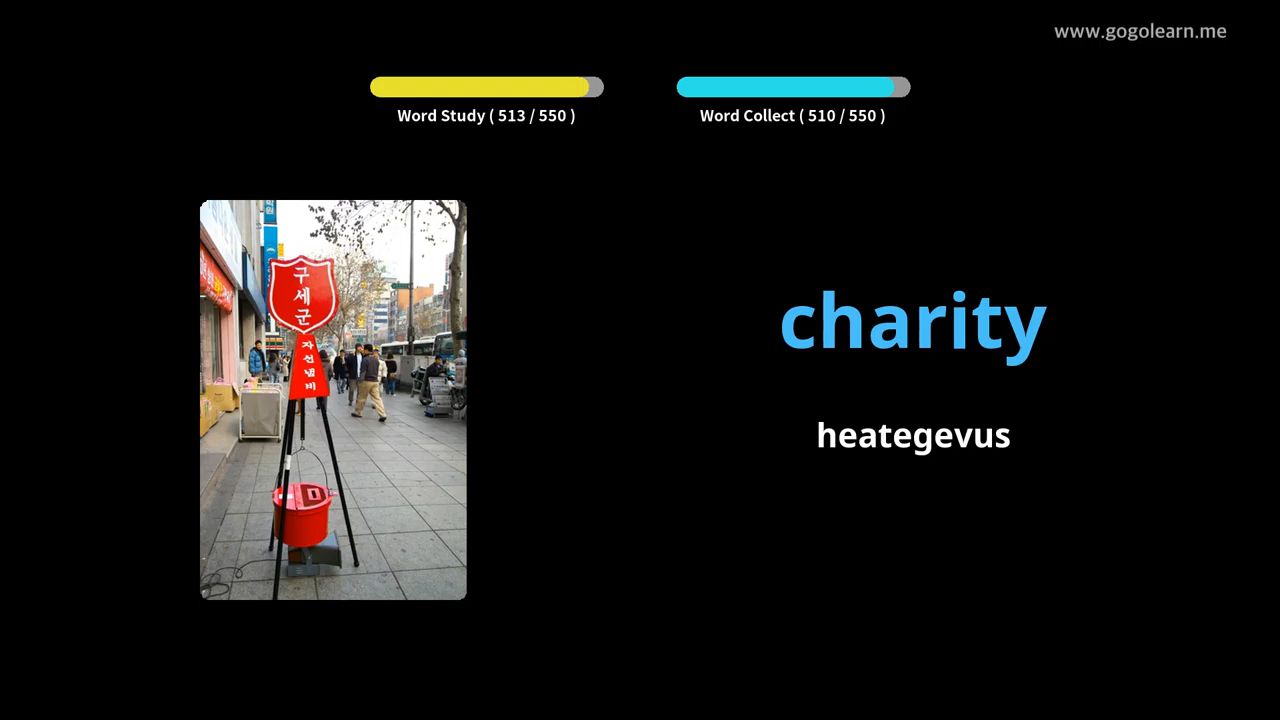 www.gogolearn.me
Word Study ( 513 / 550 )
Word Collect ( 510 / 550 )
구
세
군
자
선
냄
비
charity
heategevus